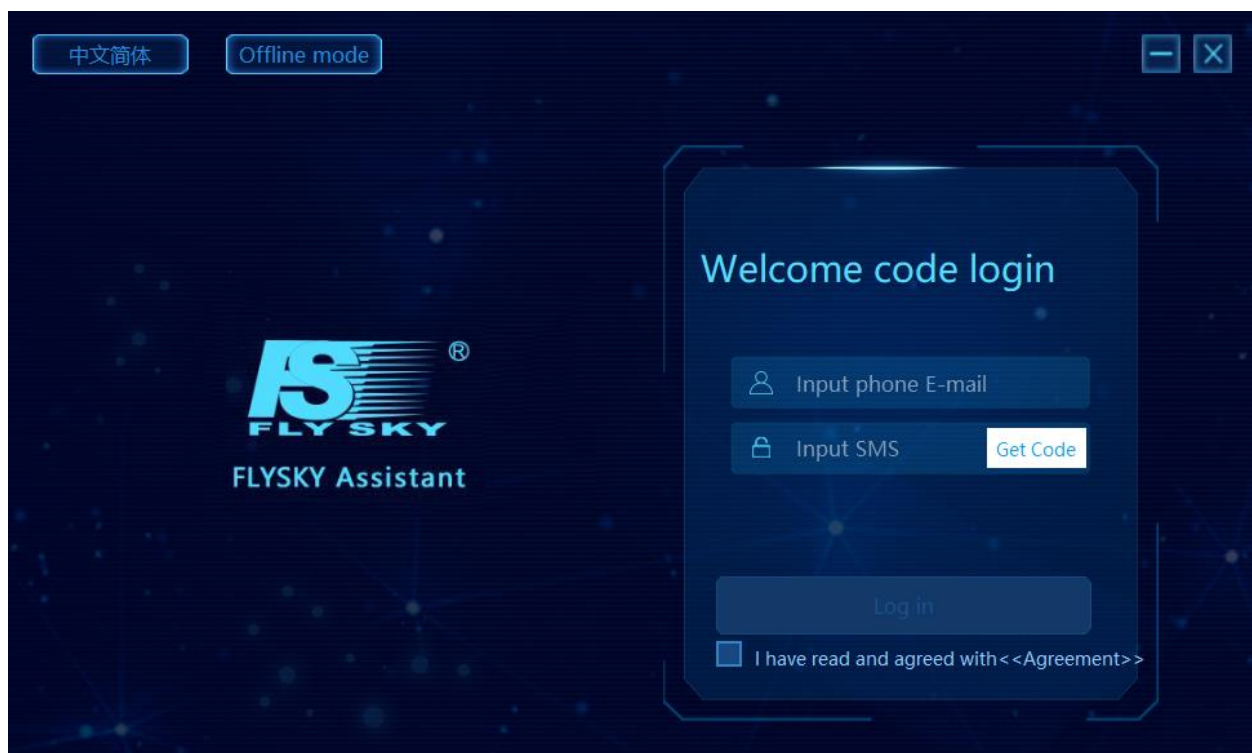 中文简体
Offline mode
Welcome code login
FS ®
FLY SKY
FLYSKY Assistant
Input phone E-mail
Input SMS
Get Code
Log in
I have read and agreed with<<Agreement>>